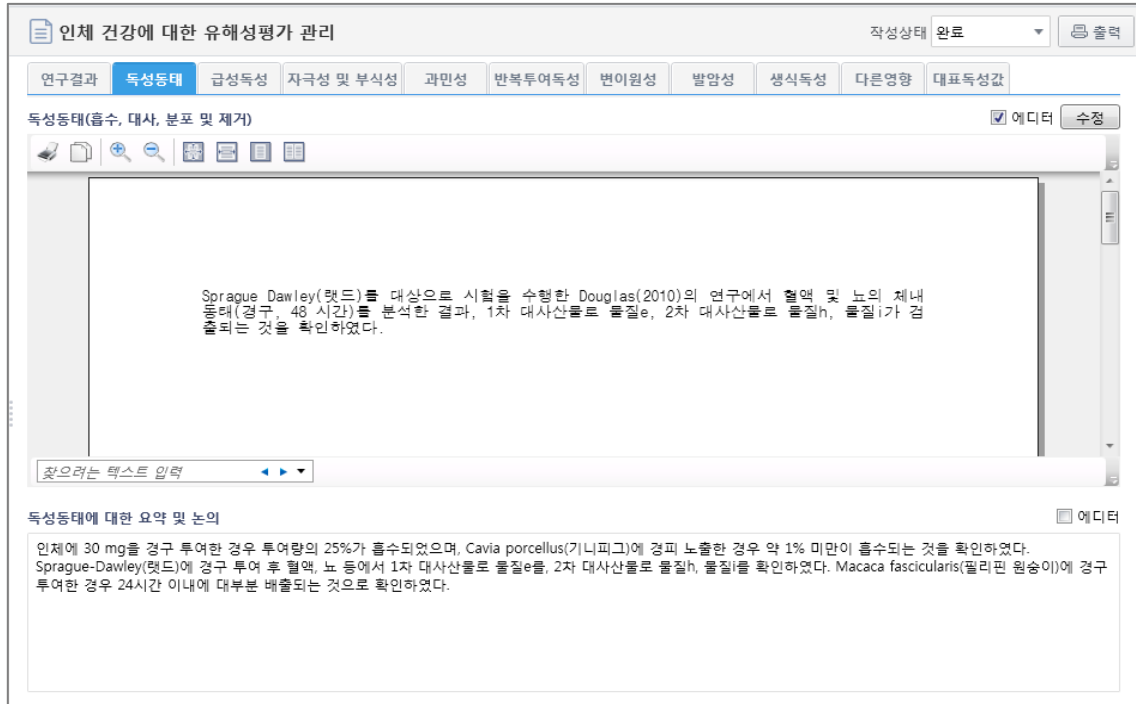 인체 건강에 대한 유해성평가 관리
작성상태 완료 출력
연구결과 독성동태 급성독성 자극성 및 부식성 과민성 반복투여독성 변이원성 발암성 생식독성 다른영향 대표독성값
독성동태(흡수, 대사, 분포 및 제거)
에디터 수정
Sprague Dawley(랫드)를 대상으로 시험을 수행한 Douglas(2010)의 연구에서 혈액 및 뇨의 체내
동태(경구, 48 시간)를 분석한 결과, 1차 대사산물로 물질e, 2차 대사산물로 물질h, 물질i가 검
출되는 것을 확인하였다.
찾으려는 텍스트 입력
독성동태에 대한 요약 및 논의
에디터
인체에 30 mg을 경구 투여한 경우 투여량의 25%가 흡수되었으며, Cavia porcellus(기니피그)에 경피 노출한 경우 약 1% 미만이 흡수되는 것을 확인하였다.
Sprague-Dawley(랫드)에 경구 투여 후 혈액, 뇨 등에서 1차 대사산물로 물질e를, 2차 대사산물로 물질h, 물질i를 확인하였다. Macaca fascicularis(필리핀 원숭이)에 경구
투여한 경우 24시간 이내에 대부분 배출되는 것으로 확인하였다.